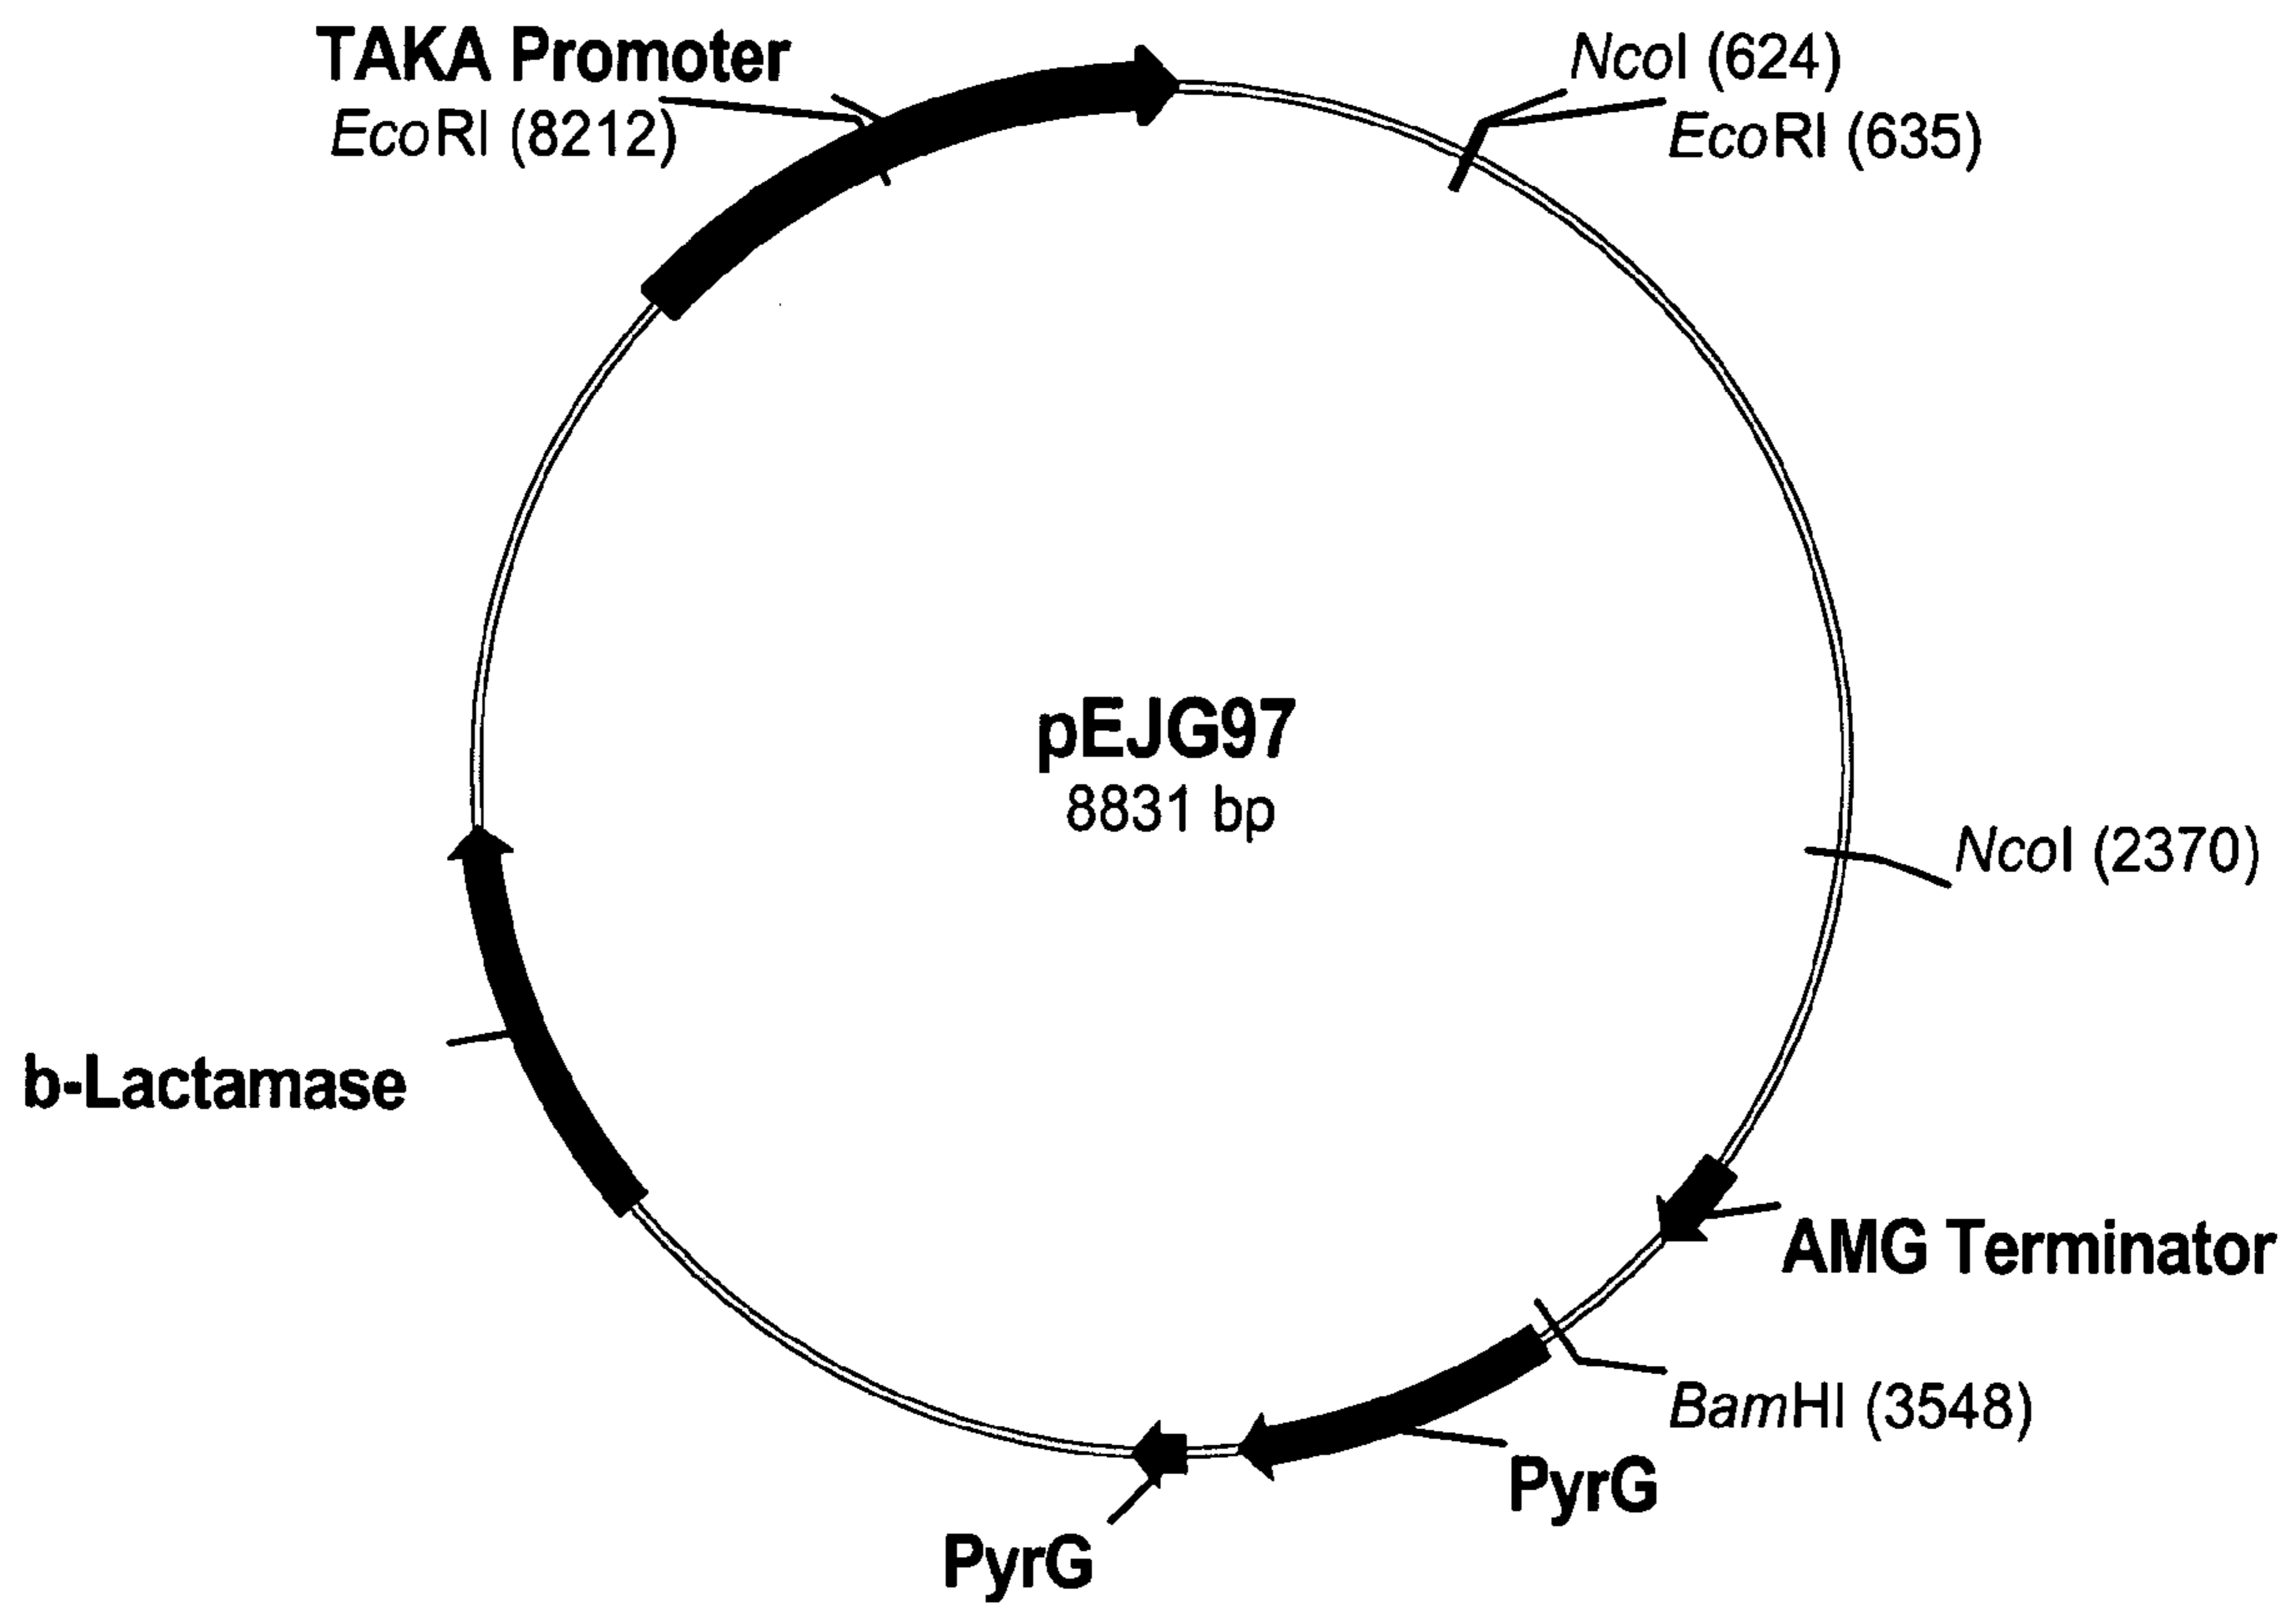 TAKA Promoter
EcoRI (8212)
NcoI (624)
EcoRI (635)
pEJG97
8831 bp
NcoI (2370)
b-Lactamase
AMG Terminator
BamHI (3548)
PyrG
PyrG